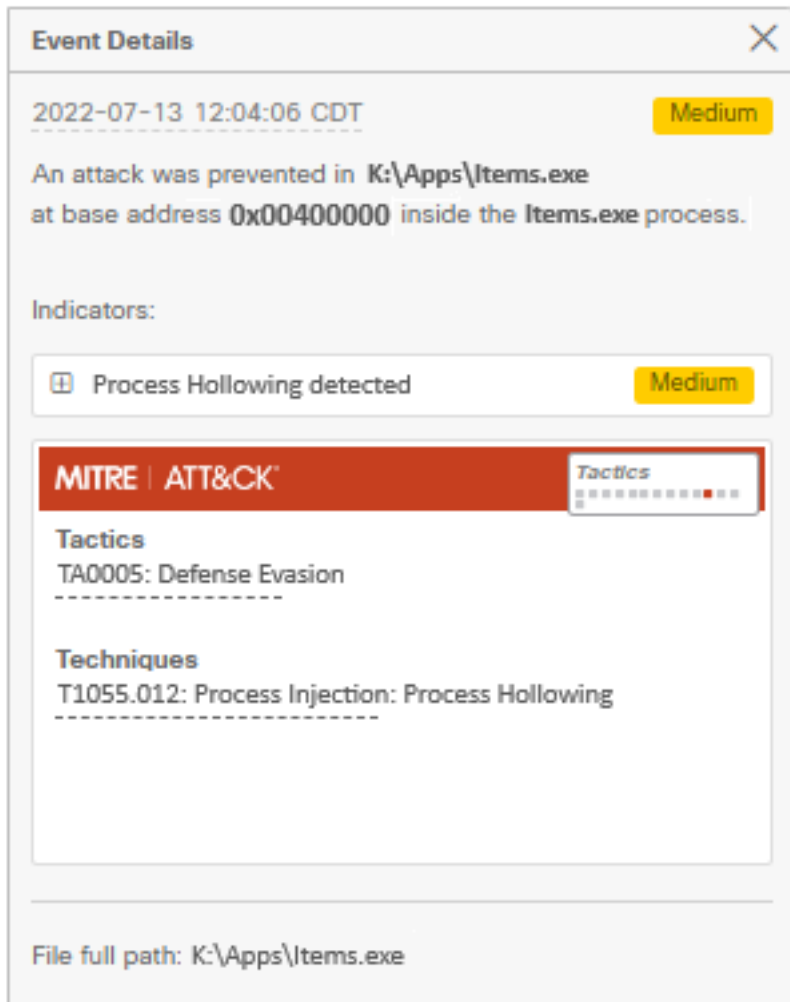 Event Details
2022-07-13 12:04:06 CDT Medium
An attack was prevented in K:\Apps\Items.exe
at base address 0x00400000 inside the Items.exe process.
Indicators:
Process Hollowing detected Medium
MITRE | ATT&CK™ Tactics
Tactics
TA0005: Defense Evasion
Techniques
T1055.012: Process Injection: Process Hollowing
File full path: K:\Apps\Items.exe